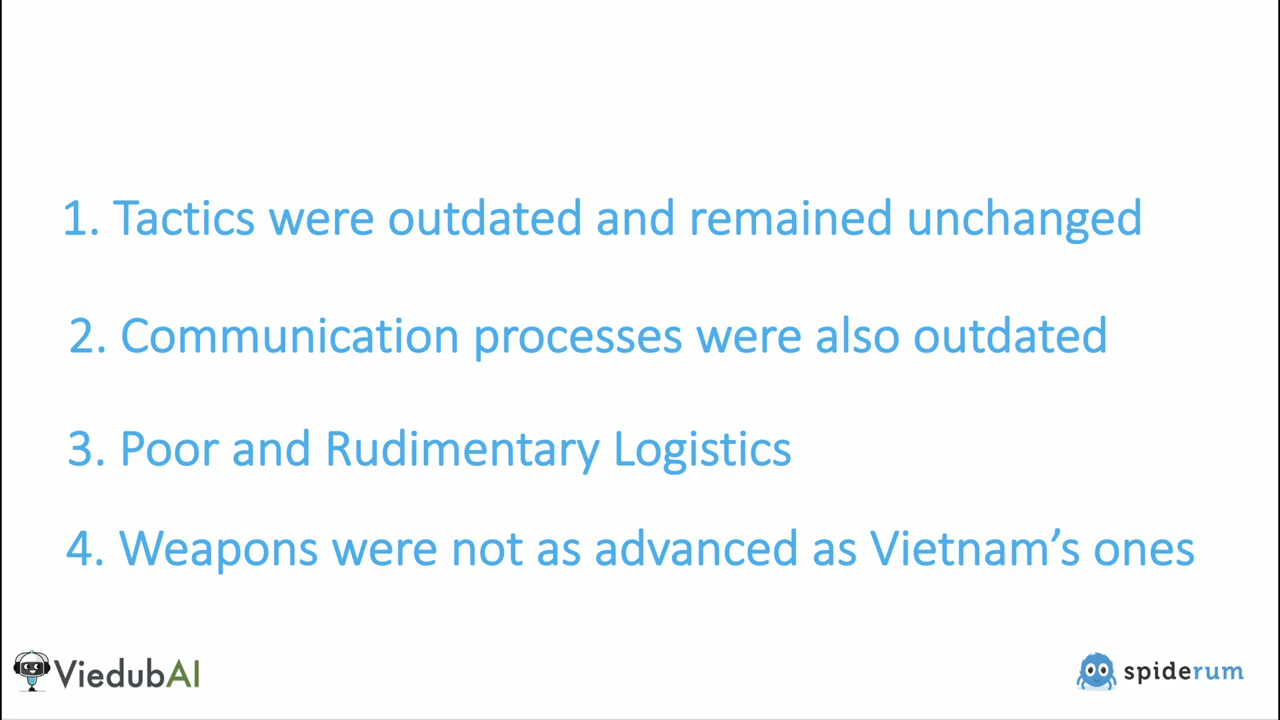 1. Tactics were outdated and remained unchanged
2. Communication processes were also outdated
3. Poor and Rudimentary Logistics
4. Weapons were not as advanced as Vietnam’s ones
ViedubAI
spiderum